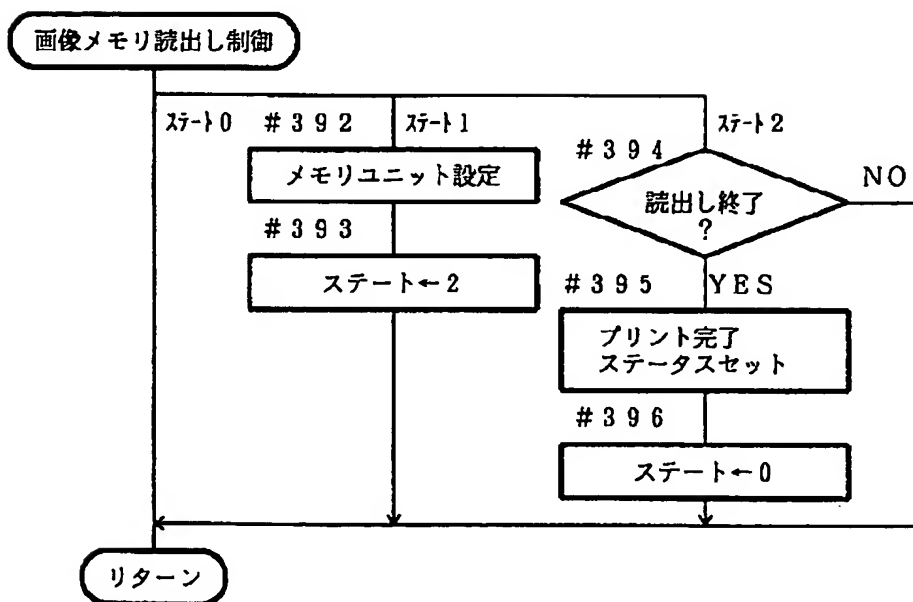 画像メモリ読出し制御
ステート0
#392
ステート1
ステート2
メモリユニット設定
#394
読出し終了
?
NO
#393
ステート←2
#395
YES
プリント完了
ステータスセット
#396
ステート←0
リターン